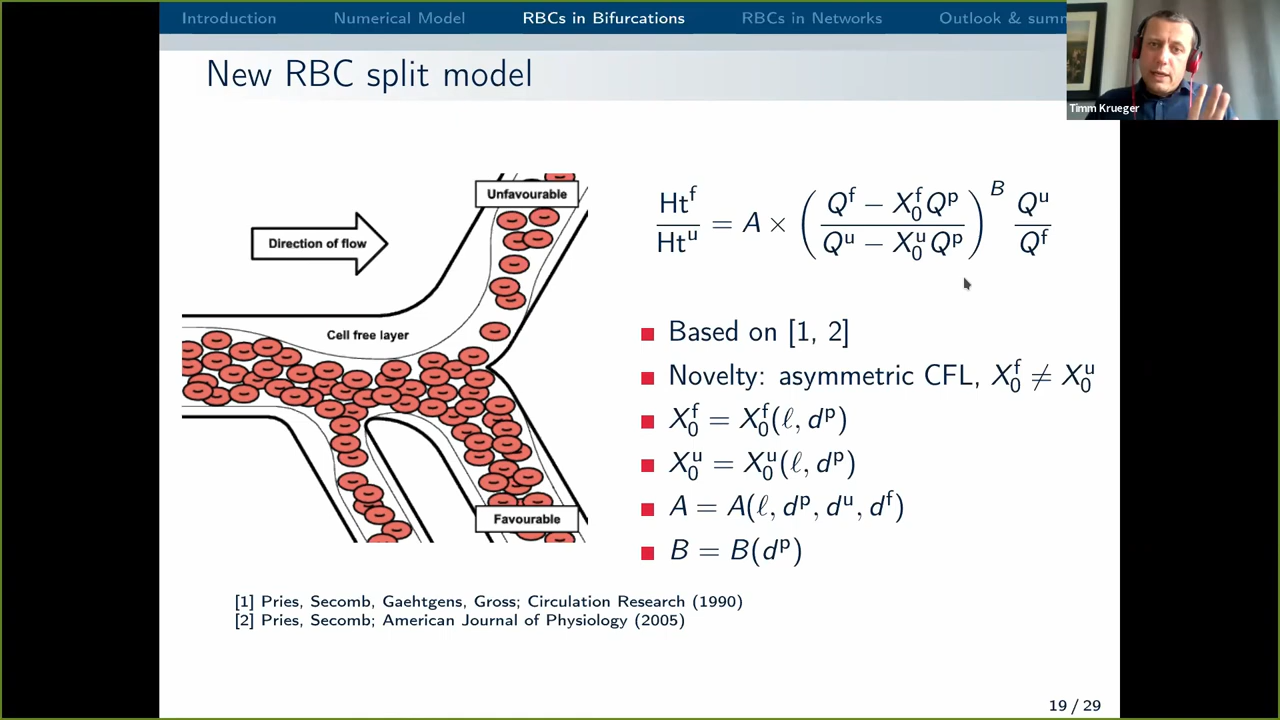 Introduction Numerical Model RBCs in Bifurcations RBCs in Networks Outlook & summ
Timm Krueger
New RBC split model
Unfavourable
Direction of flow
Cell free layer
Favourable
Ht^f / Ht^u = A × ( (Q^f − X_0^f Q^p) / (Q^u − X_0^u Q^p) )^B Q^u / Q^f
Based on [1, 2]
Novelty: asymmetric CFL, X_0^f ≠ X_0^u
X_0^f = X_0^f(ℓ, d^p)
X_0^u = X_0^u(ℓ, d^p)
A = A(ℓ, d^p, d^u, d^f)
B = B(d^p)
[1] Pries, Secomb, Gaehtgens, Gross; Circulation Research (1990)
[2] Pries, Secomb; American Journal of Physiology (2005)
19 / 29